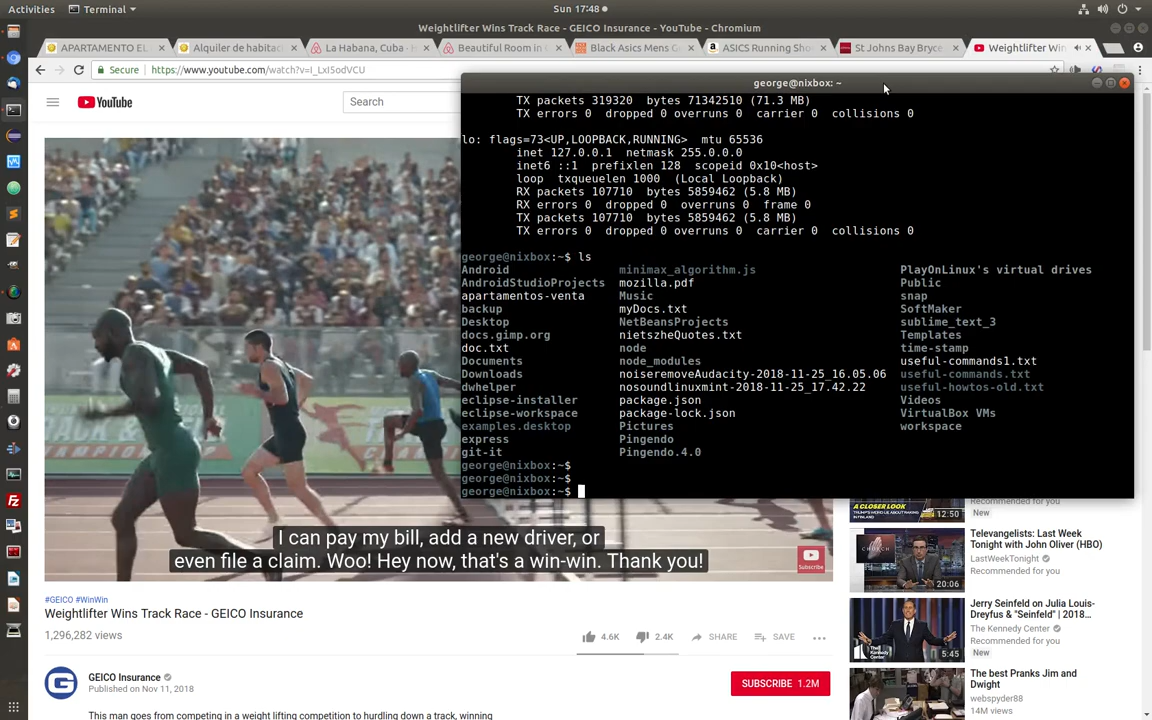 Activities
Terminal
Sun 17:48
Weightlifter Wins Track Race - GEICO Insurance - YouTube - Chromium
APARTAMENTO EL
Alquiler de habitac
La Habana, Cuba - H
Beautiful Room in
Black Asics Mens G
ASICS Running Sho
St Johns Bay Bryce
Weightlifter Win
Secure
https://www.youtube.com/watch?v=I_LxISodVCU
YouTube
Search
george@nixbox: ~
TX packets 319320 bytes 71342510 (71.3 MB)
TX errors 0 dropped 0 overruns 0 carrier 0 collisions 0
lo: flags=73<UP,LOOPBACK,RUNNING> mtu 65536
inet 127.0.0.1 netmask 255.0.0.0
inet6 ::1 prefixlen 128 scopeid 0x10<host>
loop txqueuelen 1000 (Local Loopback)
RX packets 107710 bytes 5859462 (5.8 MB)
RX errors 0 dropped 0 overruns 0 frame 0
TX packets 107710 bytes 5859462 (5.8 MB)
TX errors 0 dropped 0 overruns 0 carrier 0 collisions 0
george@nixbox:~$ ls
Android minimax_algorithm.js PlayOnLinux's virtual drives
AndroidStudioProjects mozilla.pdf Public
apartamentos-venta Music snap
backup myDocs.txt SoftMaker
Desktop NetBeansProjects sublime_text_3
docs.gimp.org nietszheQuotes.txt Templates
doc.txt node time-stamp
Documents node_modules useful-commands1.txt
Downloads noiseremoveAudacity-2018-11-25_16.05.06 useful-commands.txt
dwhelper nosoundlinuxmint-2018-11-25_17.42.22 useful-howtos-old.txt
eclipse-installer package.json Videos
eclipse-workspace package-lock.json VirtualBox VMs
examples.desktop Pictures workspace
express Pingendo
git-it Pingendo.4.0
george@nixbox:~$
george@nixbox:~$
george@nixbox:~$
I can pay my bill, add a new driver, or
even file a claim. Woo! Hey now, that's a win-win. Thank you!
Subscribe
#GEICO #WinWin
Weightlifter Wins Track Race - GEICO Insurance
1,296,282 views
4.6K
2.4K
SHARE
SAVE
GEICO Insurance
Published on Nov 11, 2018
SUBSCRIBE 1.2M
This man goes from competing in a weight lifting competition to hurdling down a track, winning
A CLOSER LOOK
12:50
Recommended for you
New
Televangelists: Last Week
Tonight with John Oliver (HBO)
LastWeekTonight
Recommended for you
20:06
Jerry Seinfeld on Julia Louis-
Dreyfus & "Seinfeld" | 2018...
The Kennedy Center
New
5:45
The best Pranks Jim and
Dwight
webspyder88
14M views